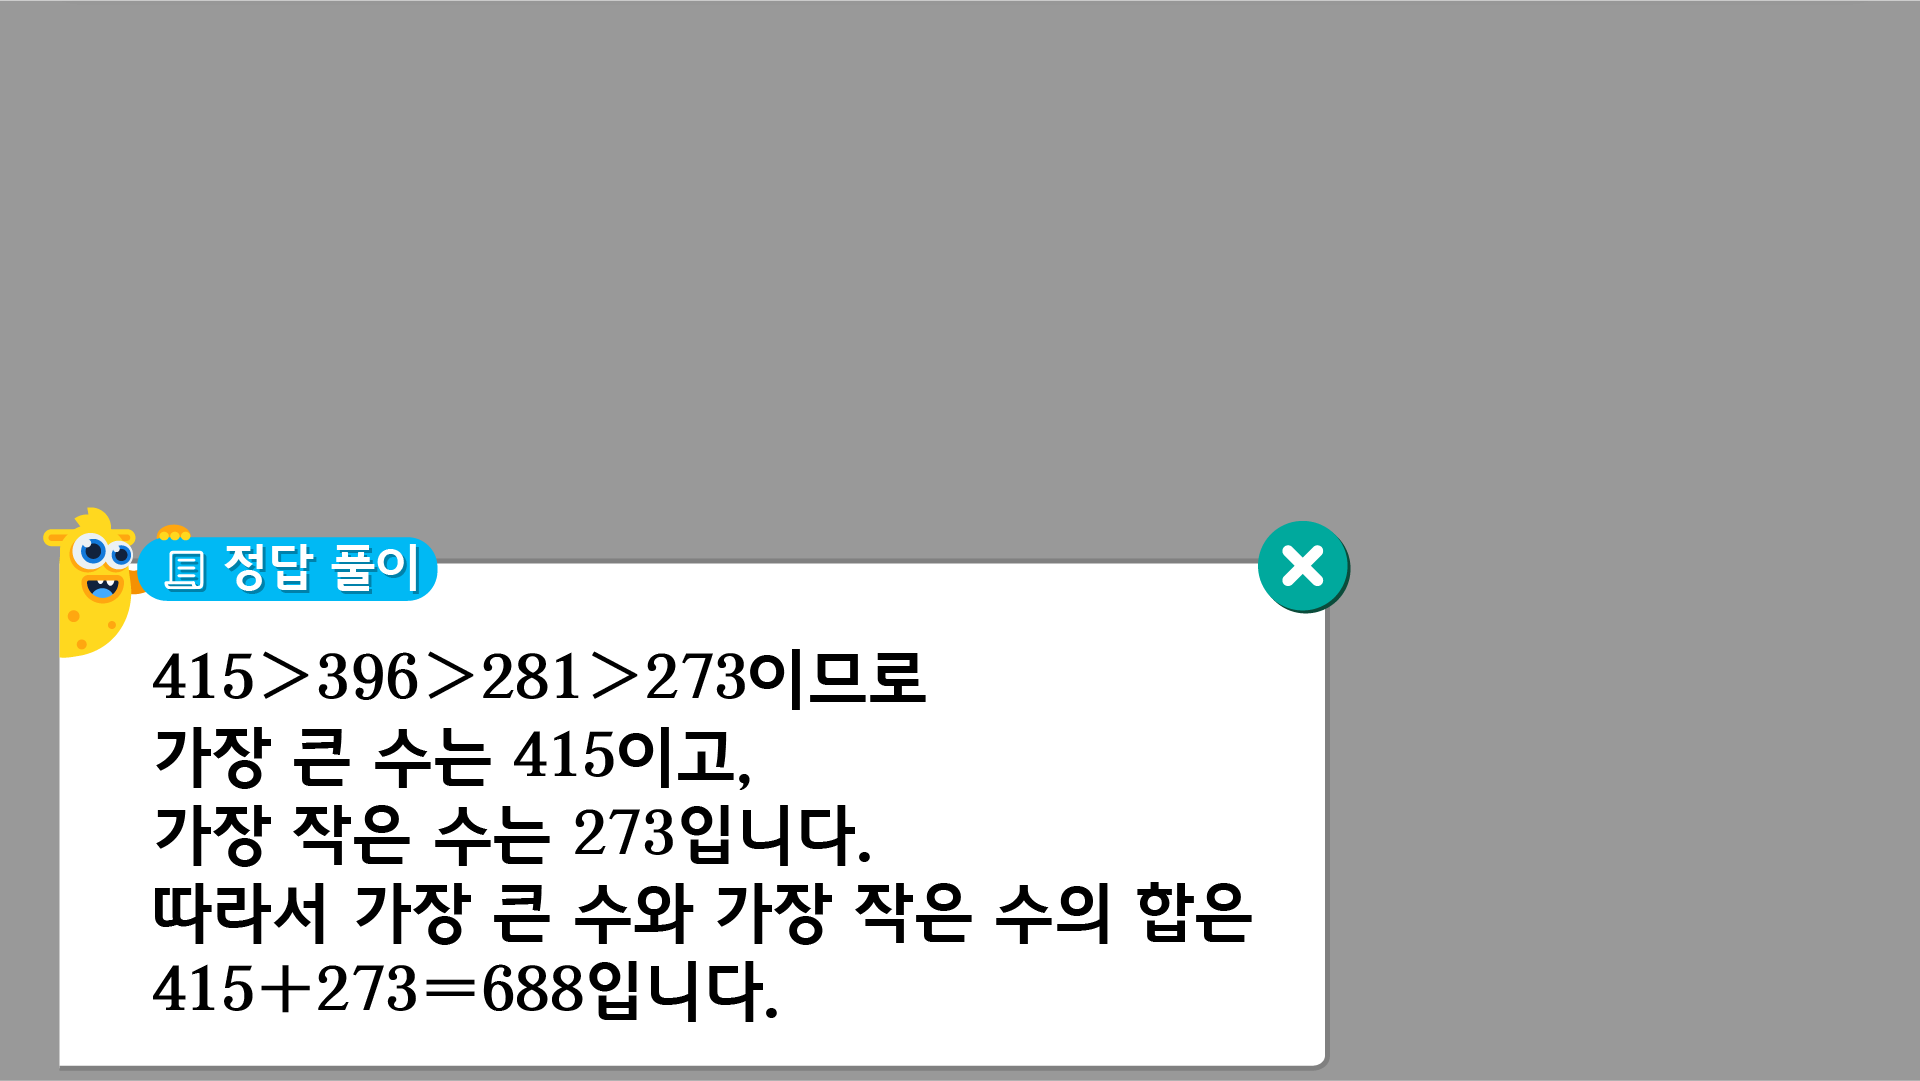 정답 풀이
415>396>281>273이므로
가장 큰 수는 415이고,
가장 작은 수는 273입니다.
따라서 가장 큰 수와 가장 작은 수의 합은
415+273=688입니다.